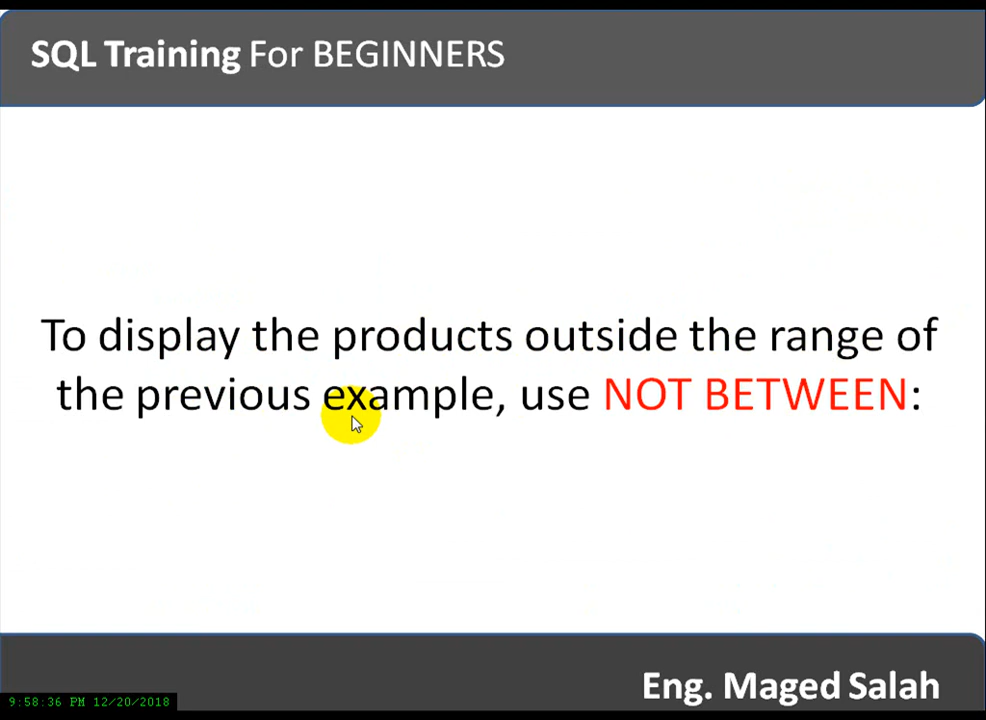 SQL Training For BEGINNERS
To display the products outside the range of
the previous example, use NOT BETWEEN:
Eng. Maged Salah
9:58:36 PM 12/20/2018